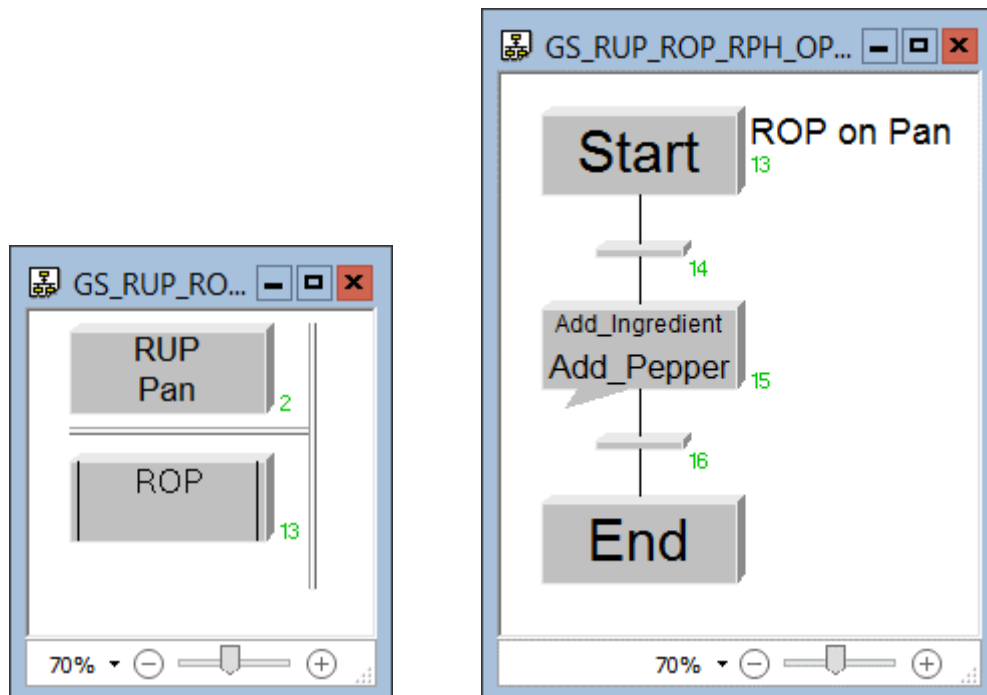 GS_RUP_RO...
RUP
Pan
2
ROP
13
70%
GS_RUP_ROP_RPH_OP...
Start
ROP on Pan
13
14
Add_Ingredient
Add_Pepper
15
16
End
70%